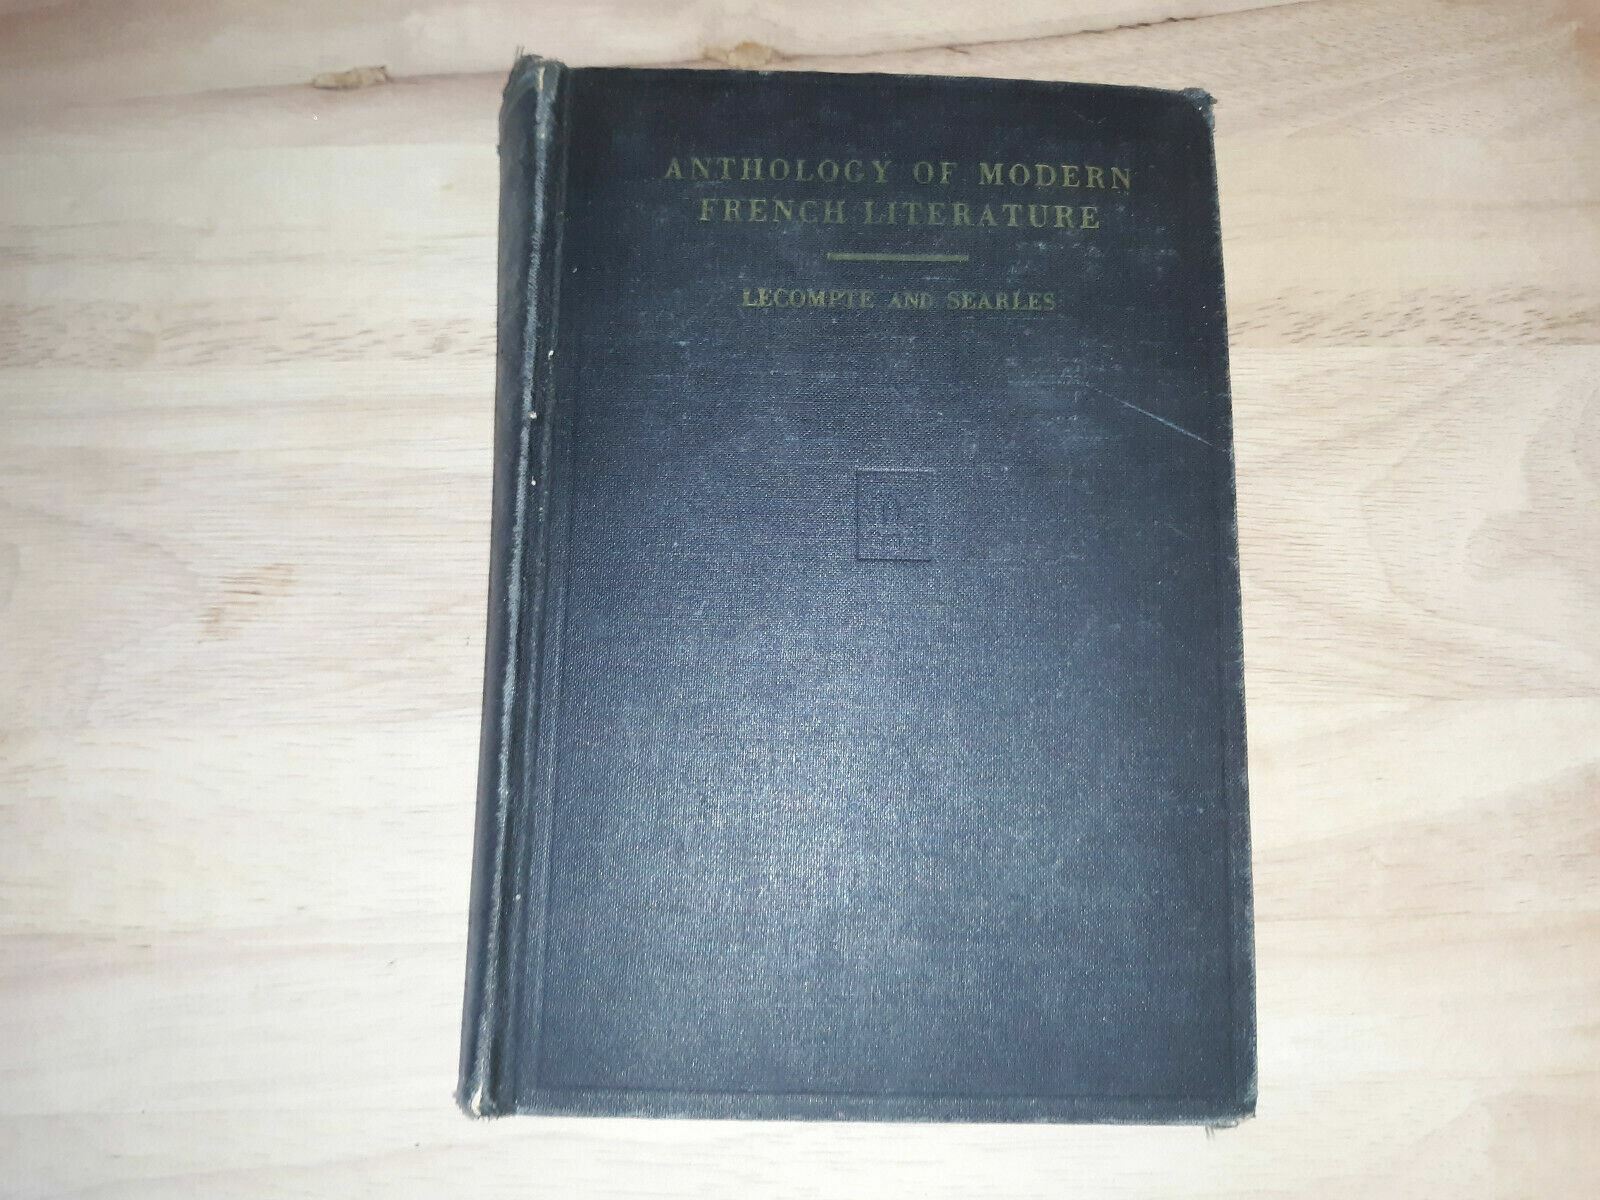 ANTHOLOGY OF MODERN
FRENCH LITERATURE
LECOMPTE AND SEARLES